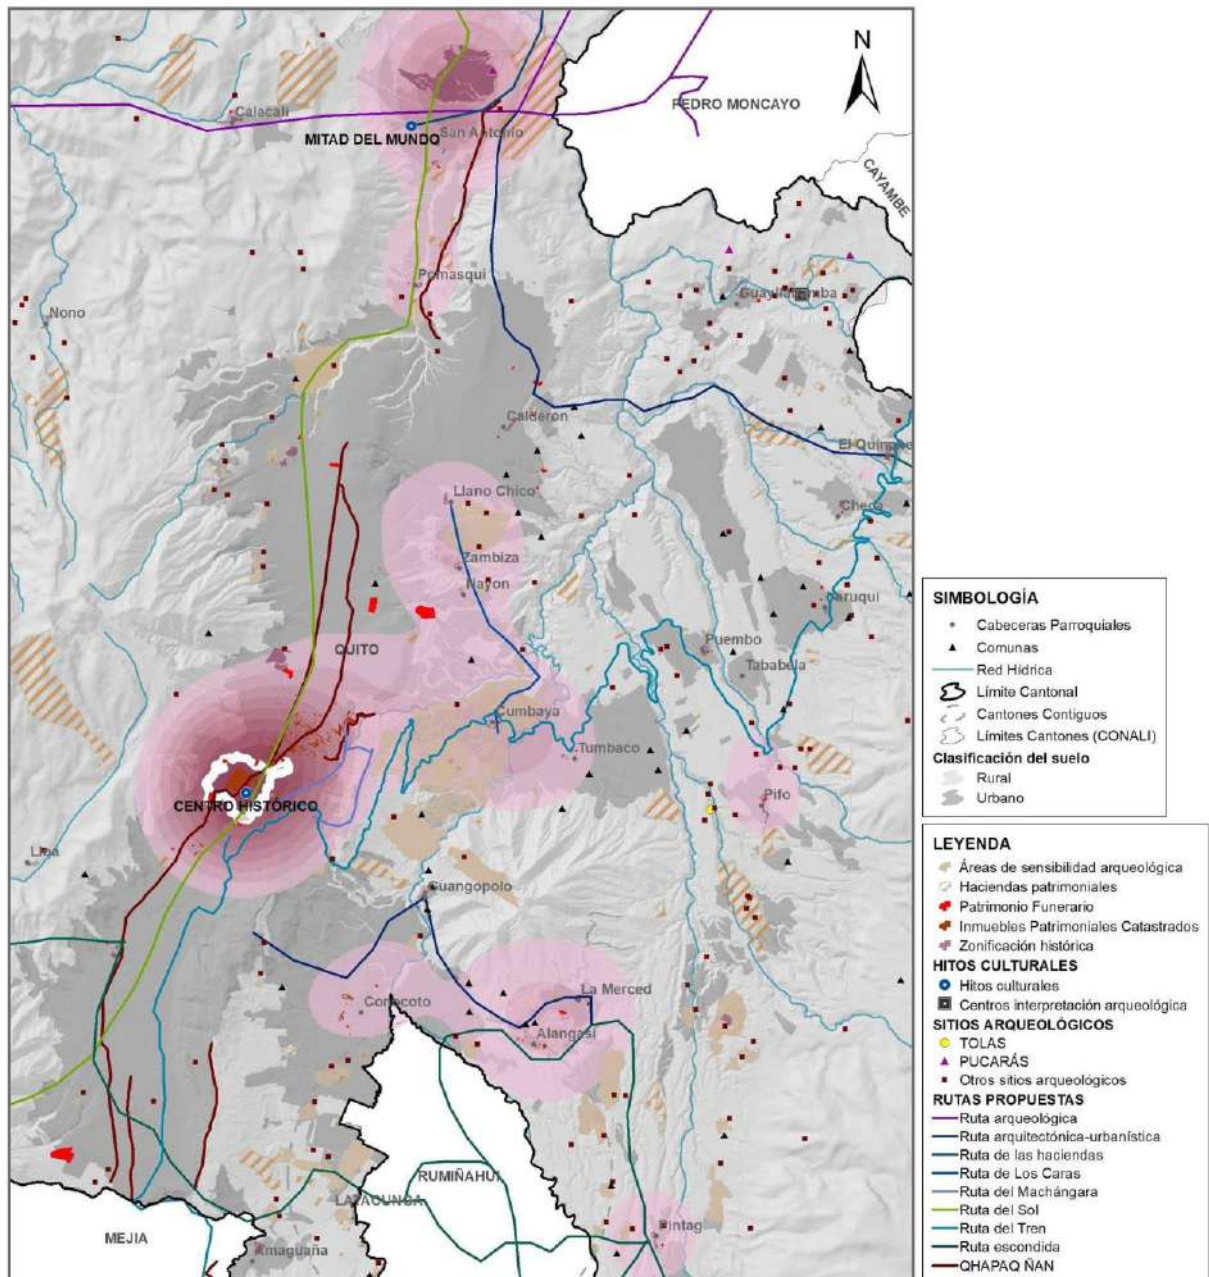 N
PEDRO MONCAYO
Calacali
MITAD DEL MUNDO
San Antonio
CAYAMBE
Pomasqui
Guayllabamba
Nono
Calderon
El Quinche
Llano Chico
Checa
Zambiza
Nayon
Yaruqui
QUITO
Puembo
Tababela
Cumbaya
Tumbaco
CENTRO HISTÓRICO
Pifo
Lloa
Guangopolo
La Merced
Conocoto
Alangasi
RUMIÑAHUI
LATACUNGA
MEJIA
Pintag
Amaguaña
SIMBOLOGÍA
Cabeceras Parroquiales
Comunas
Red Hídrica
Límite Cantonal
Cantones Contiguos
Límites Cantones (CONALI)
Clasificación del suelo
Rural
Urbano
LEYENDA
Áreas de sensibilidad arqueológica
Haciendas patrimoniales
Patrimonio Funerario
Inmuebles Patrimoniales Catastrados
Zonificación histórica
HITOS CULTURALES
Hitos culturales
Centros interpretación arqueológica
SITIOS ARQUEOLÓGICOS
TOLAS
PUCARÁS
Otros sitios arqueológicos
RUTAS PROPUESTAS
Ruta arqueológica
Ruta arquitectónica-urbanística
Ruta de las haciendas
Ruta de Los Caras
Ruta del Machángara
Ruta del Sol
Ruta del Tren
Ruta escondida
QHAPAQ ÑAN